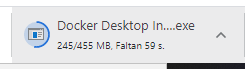 Docker Desktop In....exe
245/455 MB, Faltan 59 s.